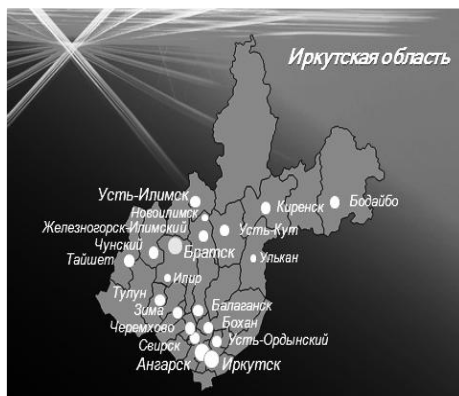 Иркутская область
Усть-Илимск
Новоилимск
Киренск
Бодайбо
Железногорск-Илимский
Усть-Кут
Чунский
Братск
Тайшет
Улькан
Илир
Тулун
Балаганск
Зима
Черемхово
Бохан
Свирск
Усть-Ордынский
Ангарск
Иркутск